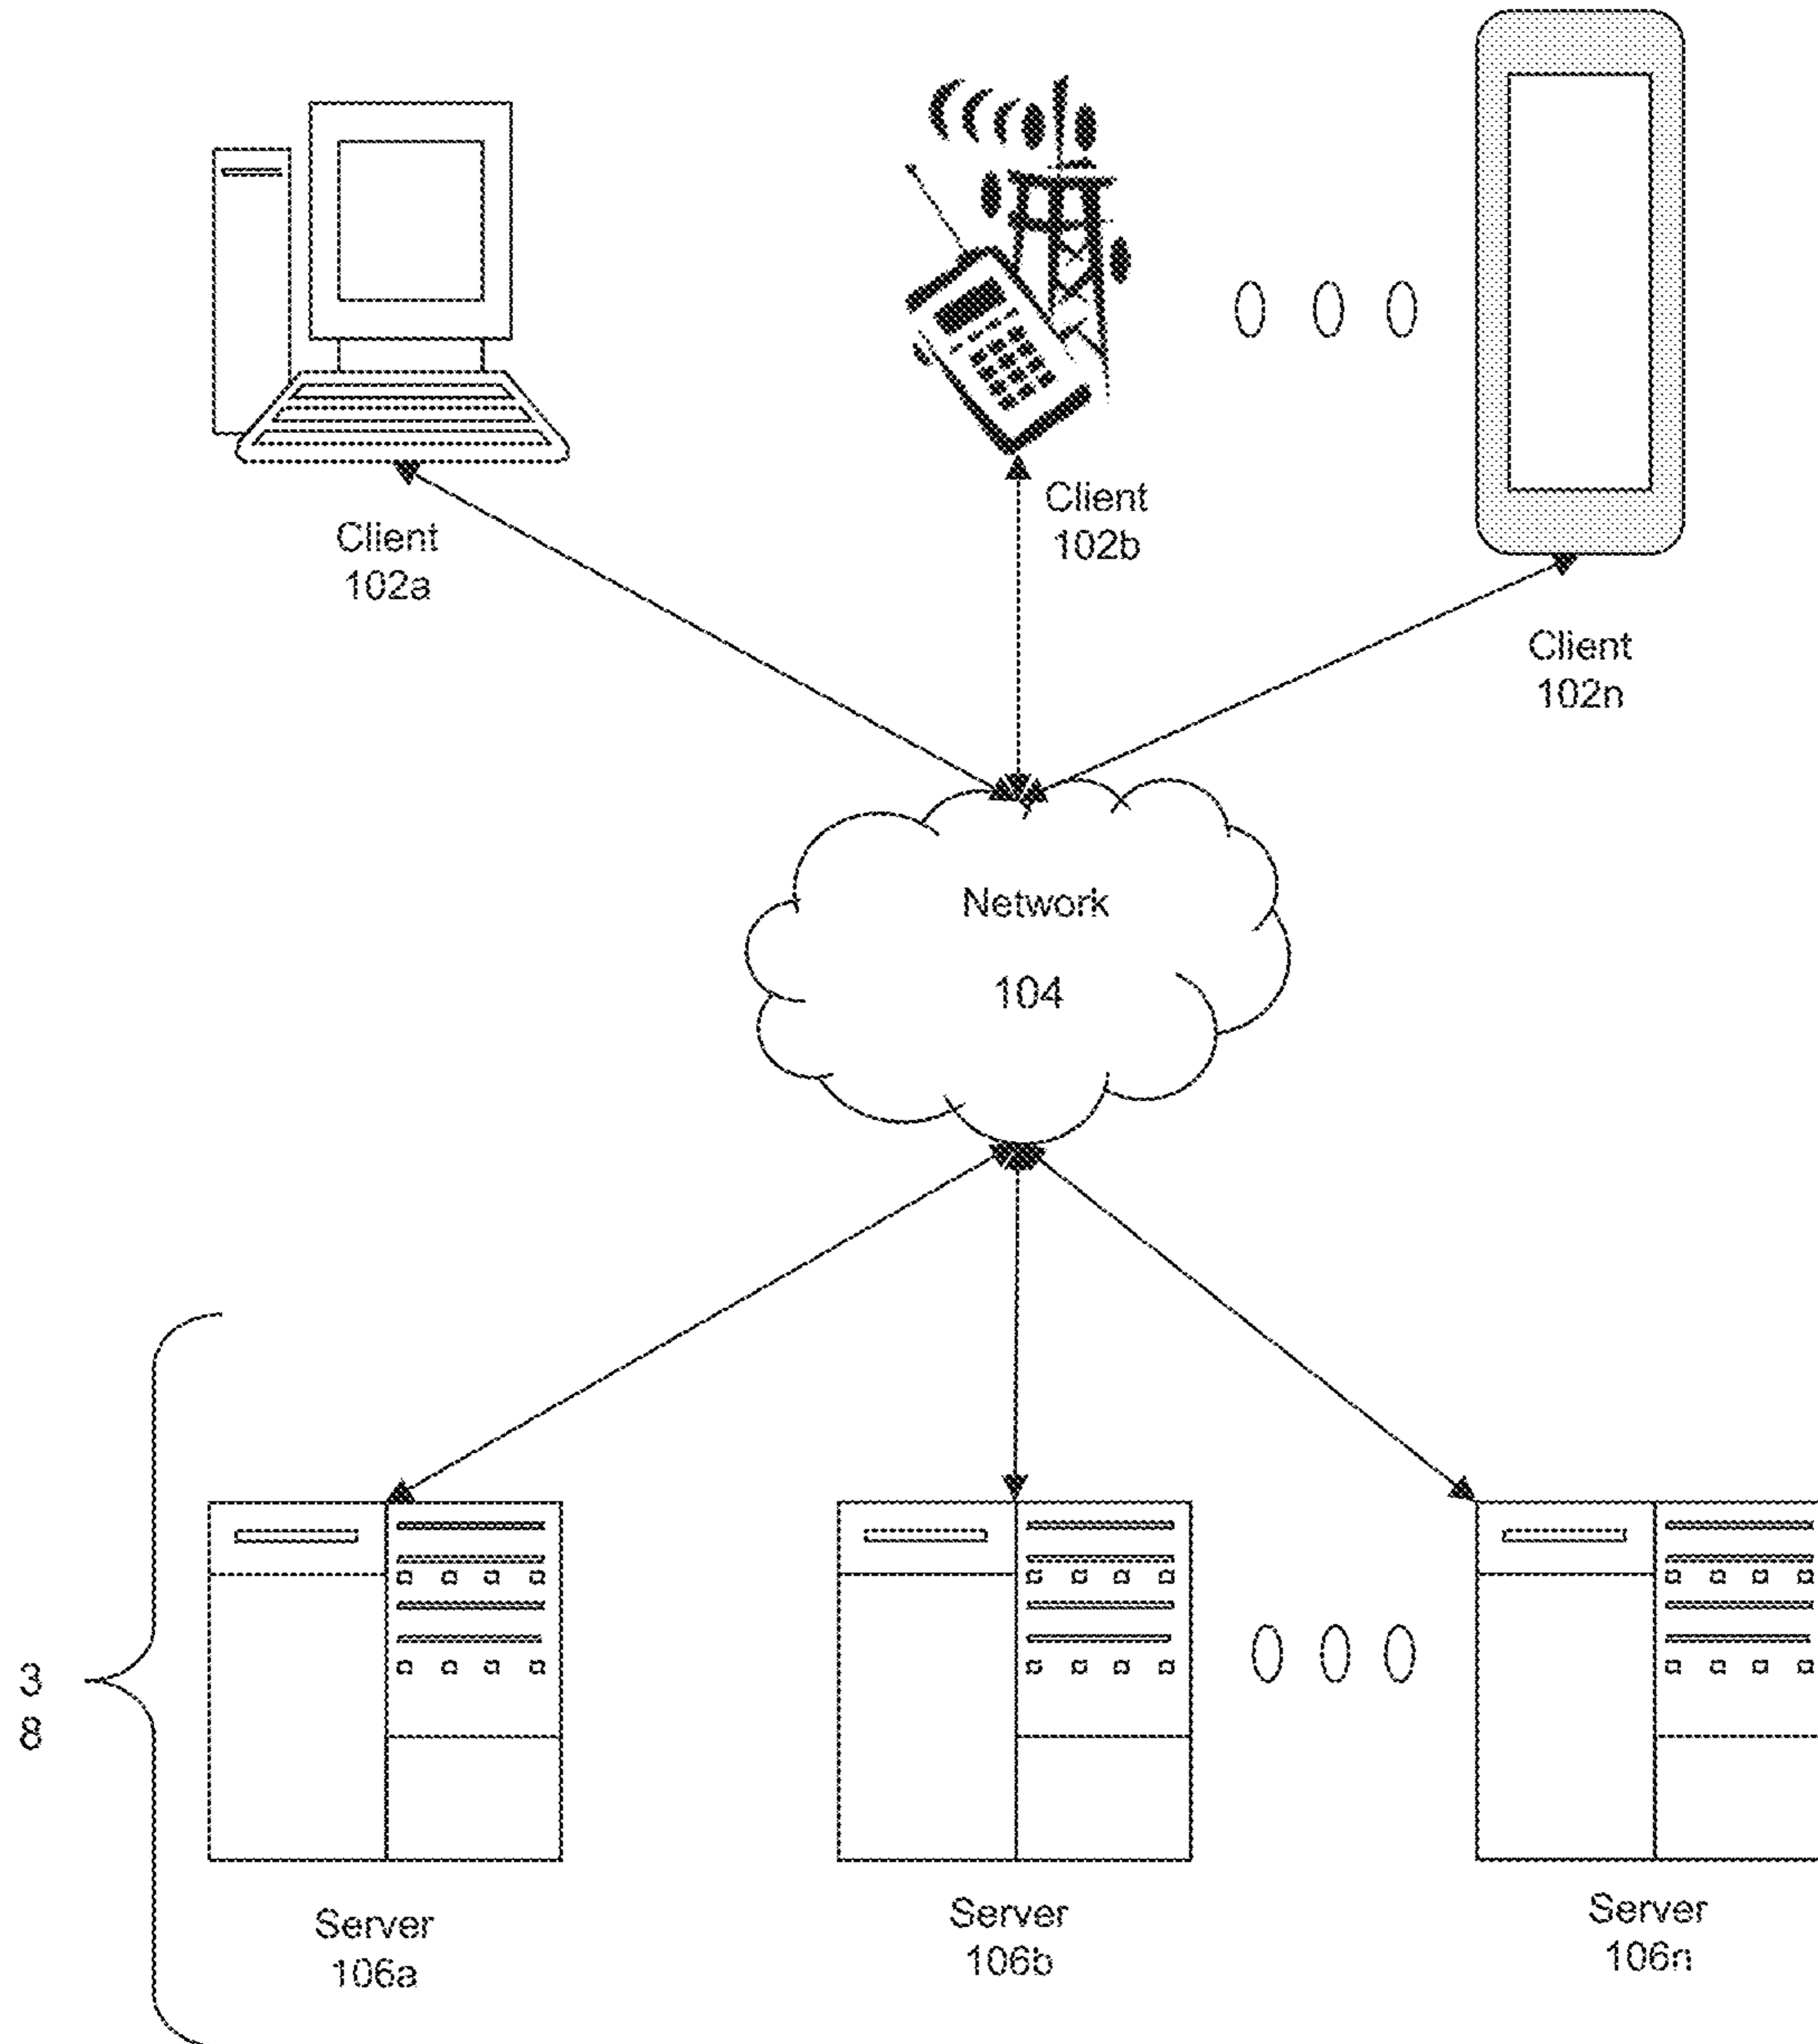 Client
102a
Client
102b
Client
102n
Network
104
3
8
Server
106a
Server
106b
Server
106n